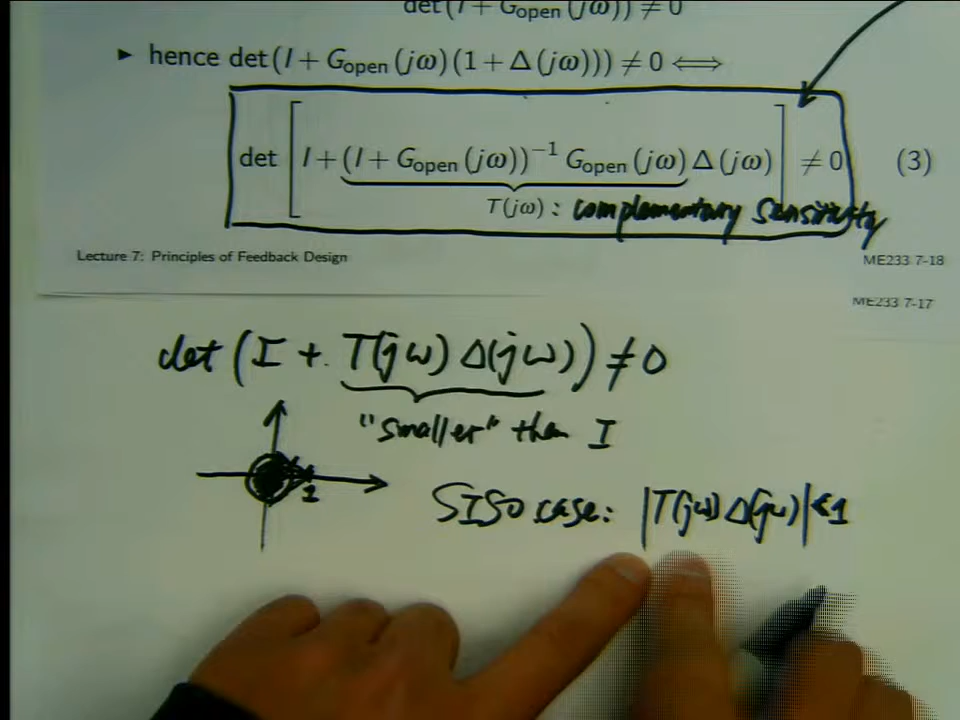 det(I + G_open(jω)) ≠ 0
► hence det(I + G_open(jω)(1 + Δ(jω))) ≠ 0 ⟺
det [I + (I + G_open(jω))⁻¹ G_open(jω) Δ(jω)] ≠ 0 (3)
T(jω) : complementary sensitivity
Lecture 7: Principles of Feedback Design ME233 7-18
ME233 7-17
det (I + T(jω) Δ(jω)) ≠ 0
"smaller" than I
1
SISO case: |T(jω) Δ(jω)| < 1